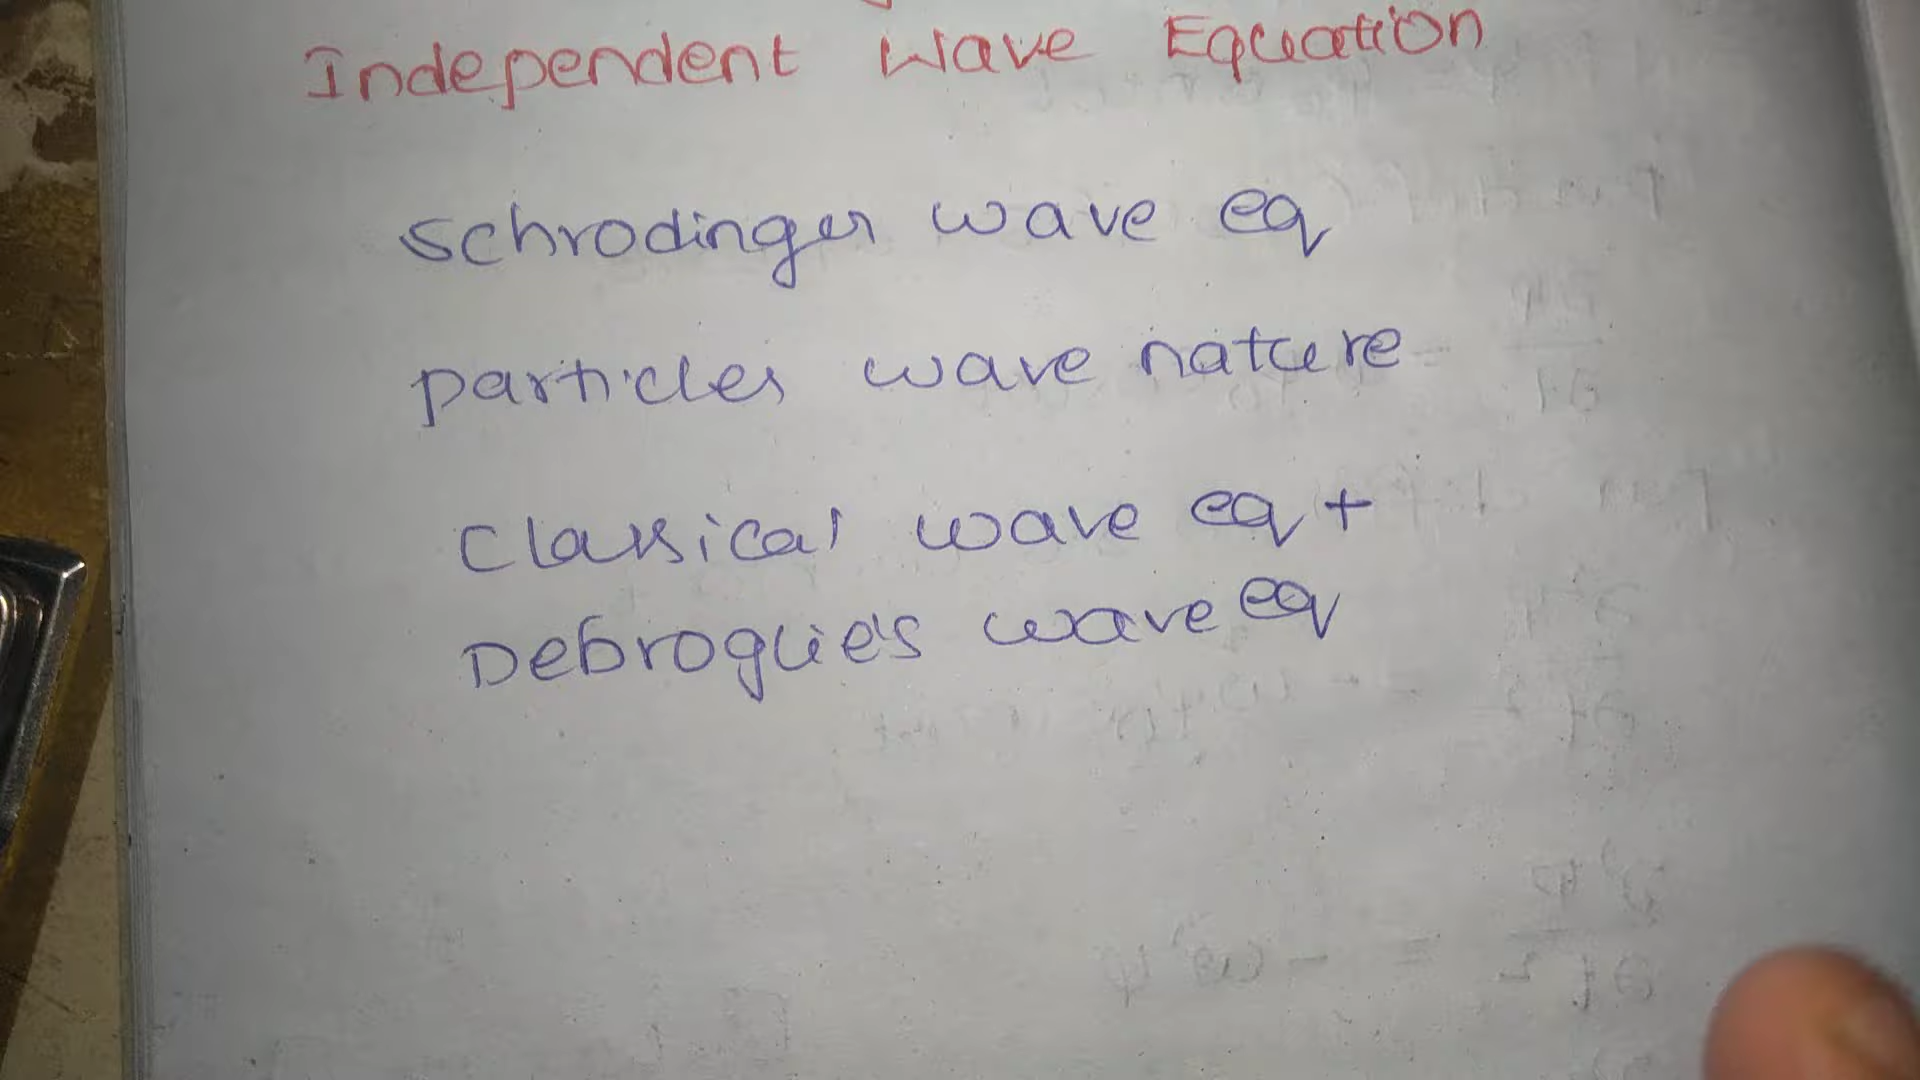 Independent Wave Equation
Schrodinger wave eq
particles wave nature
Classical wave eq +
Debroglie's wave eq